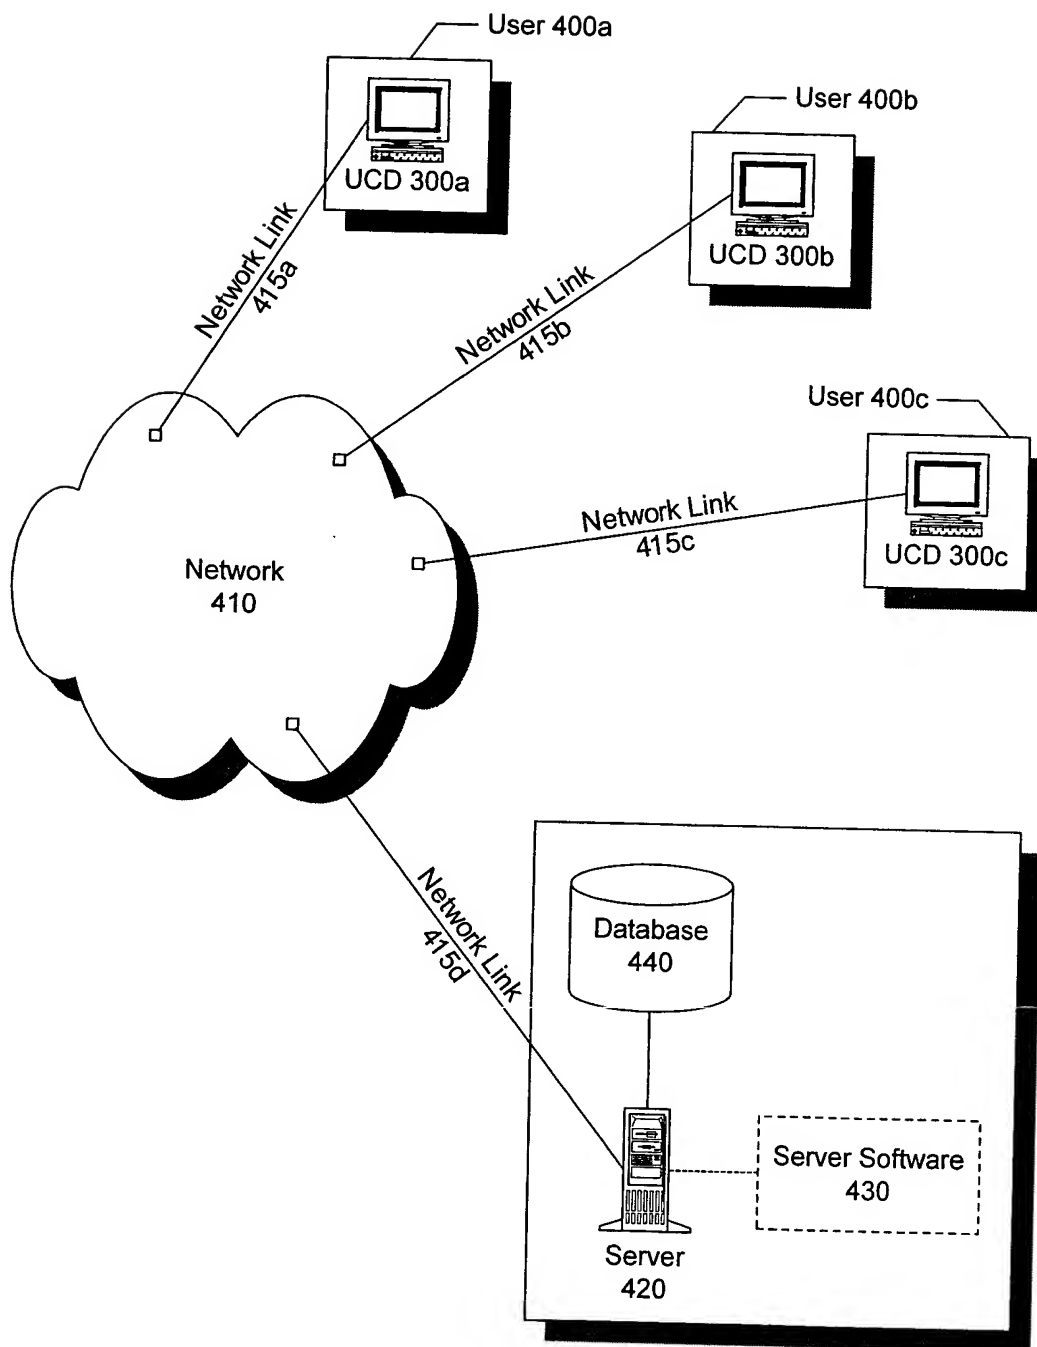 User 400a
UCD 300a
User 400b
UCD 300b
Network Link
415a
Network Link
415b
User 400c
UCD 300c
Network Link
415c
Network
410
Network Link
415d
Database
440
Server Software
430
Server
420